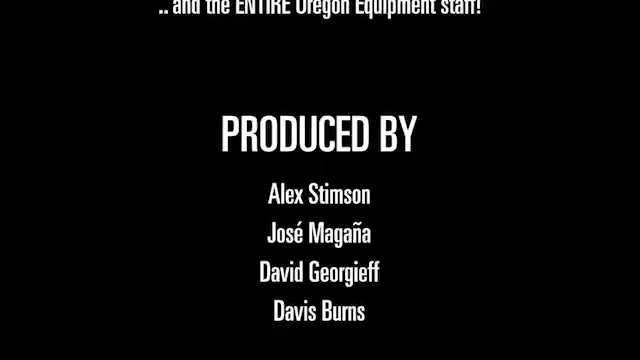 .. and the ENTIRE Oregon Equipment staff!
PRODUCED BY
Alex Stimson
José Magaña
David Georgieff
Davis Burns